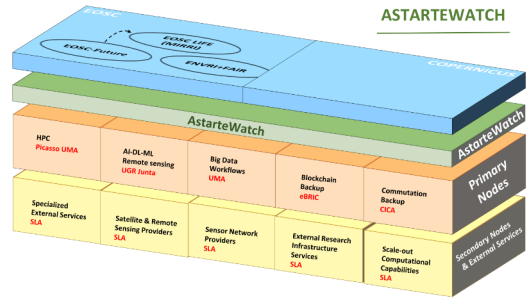 ASTARTEWATCH
EOSC
EOSC LIFE
(MIRRI)
EOSC-Future
ENVRI+FAIR
COPERNICUS
AstarteWatch
AstarteWatch
HPC
Picasso UMA
AI-DL-ML
Remote sensing
UGR Junta
Big Data
Workflows
UMA
Blockchain
Backup
eBRIC
Commutation
Backup
CICA
Primary
Nodes
Specialized
External Services
SLA
Satellite & Remote
Sensing Providers
SLA
Sensor Network
Providers
SLA
External Research
Infrastructure
Services
SLA
Scale-out
Computational
Capabilities
SLA
Secondary Nodes
& External Services